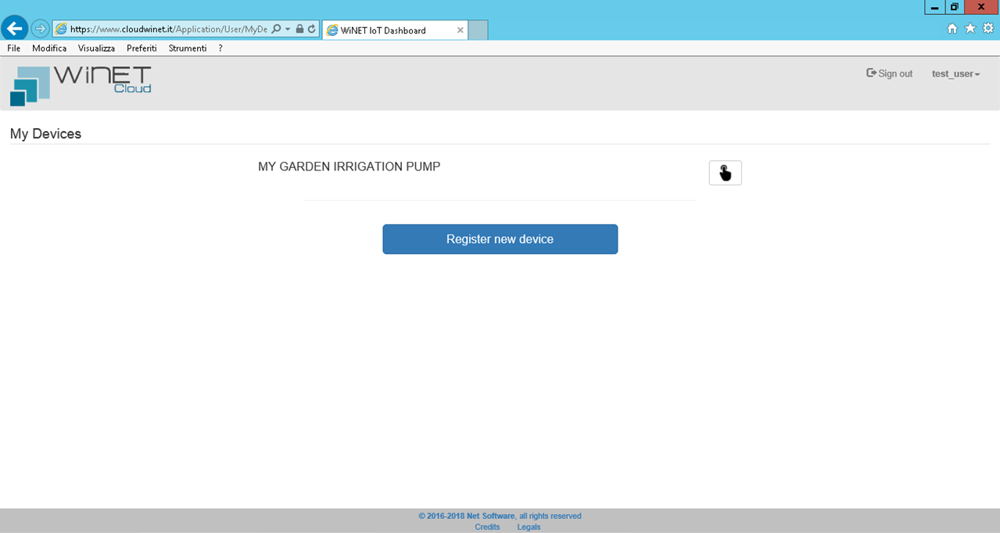 https://www.cloudwinet.it/Application/User/MyDe
WiNET IoT Dashboard
File Modifica Visualizza Preferiti Strumenti ?
WiNET
Cloud
Sign out test_user
My Devices
MY GARDEN IRRIGATION PUMP
Register new device
© 2016-2018 Net Software, all rights reserved
Credits Legals